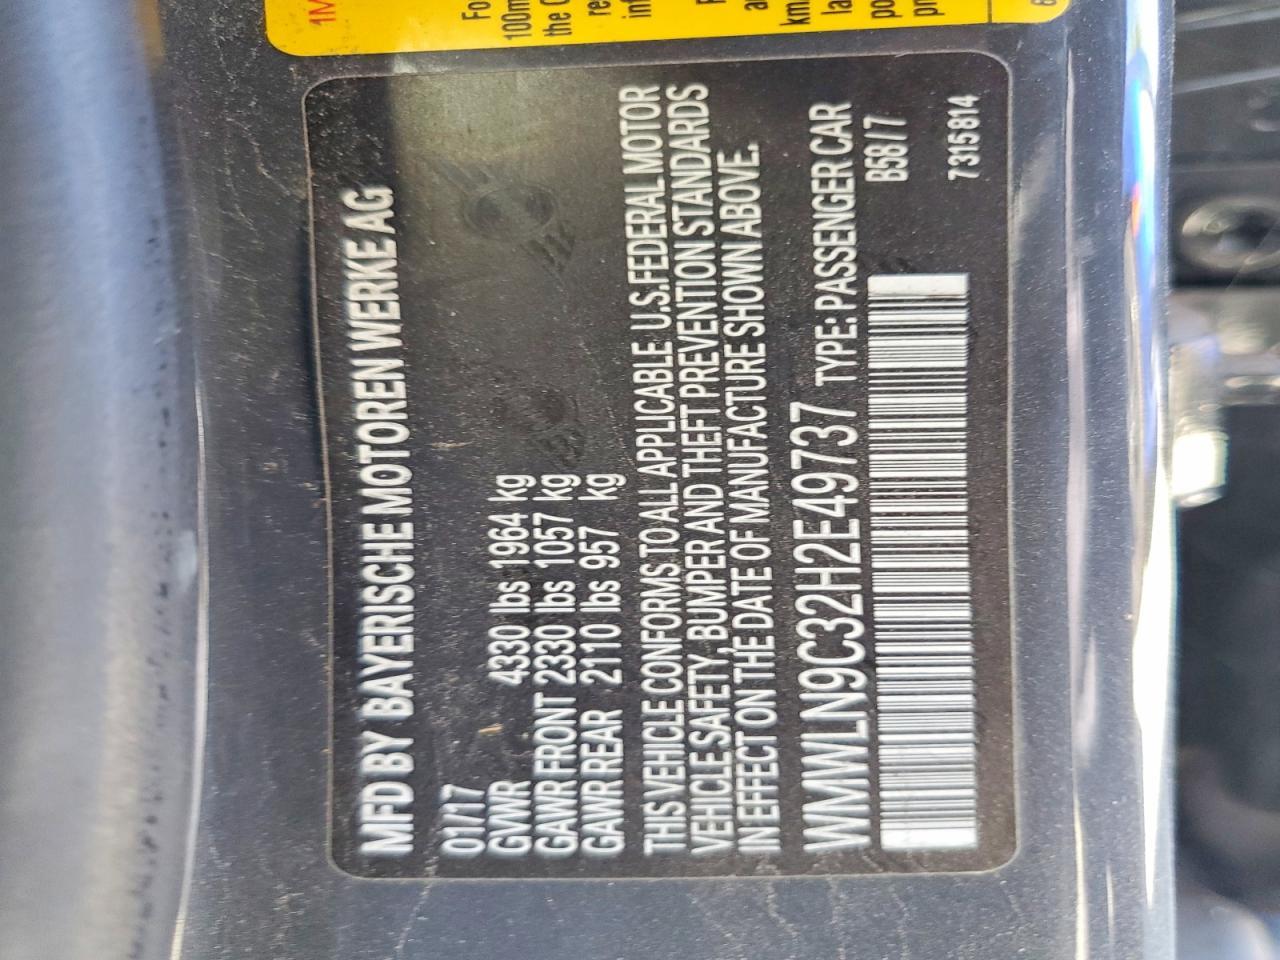 MFD BY BAYERISCHE MOTOREN WERKE AG
01/17
GVWR 4330 lbs 1964 kg
GAWR FRONT 2330 lbs 1057 kg
GAWR REAR 2110 lbs 957 kg
THIS VEHICLE CONFORMS TO ALL APPLICABLE U.S. FEDERAL MOTOR
VEHICLE SAFETY, BUMPER AND THEFT PREVENTION STANDARDS
IN EFFECT ON THE DATE OF MANUFACTURE SHOWN ABOVE.
WMWLN9C32H2E49737 TYPE: PASSENGER CAR
B58/7
7315814